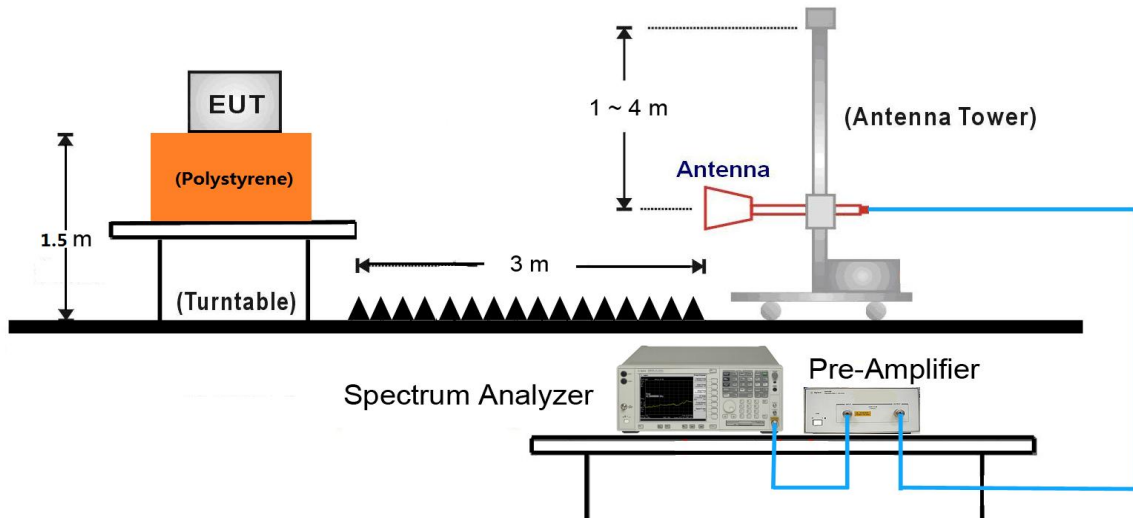 EUT
(Polystyrene)
1.5 m
(Turntable)
3 m
1 ~ 4 m
Antenna
(Antenna Tower)
Spectrum Analyzer
Pre-Amplifier